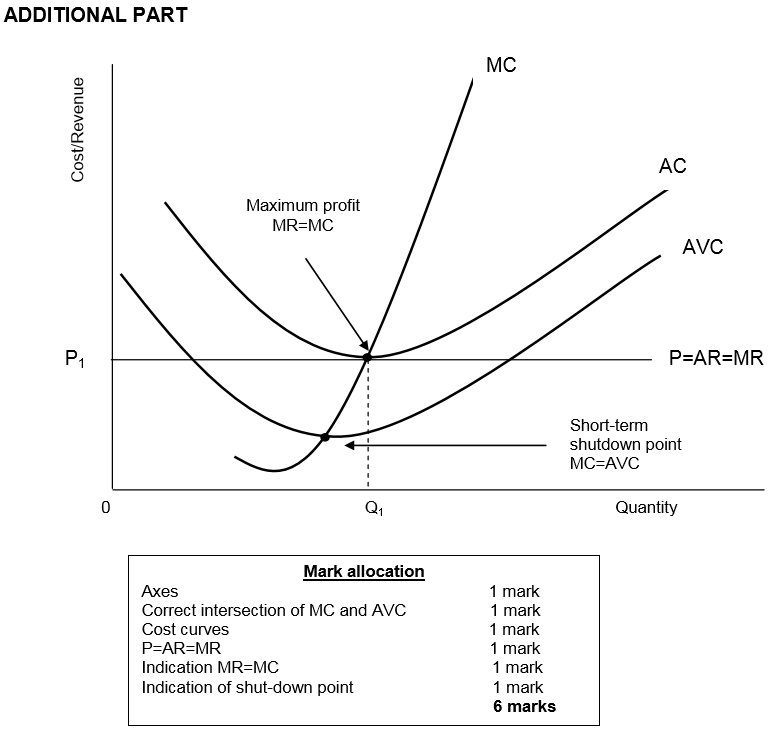 ADDITIONAL PART
MC
Cost/Revenue
AC
Maximum profit
MR=MC
AVC
P1
P=AR=MR
Short-term
shutdown point
MC=AVC
0
Q1
Quantity
Mark allocation
Axes 1 mark
Correct intersection of MC and AVC 1 mark
Cost curves 1 mark
P=AR=MR 1 mark
Indication MR=MC 1 mark
Indication of shut-down point 1 mark
6 marks